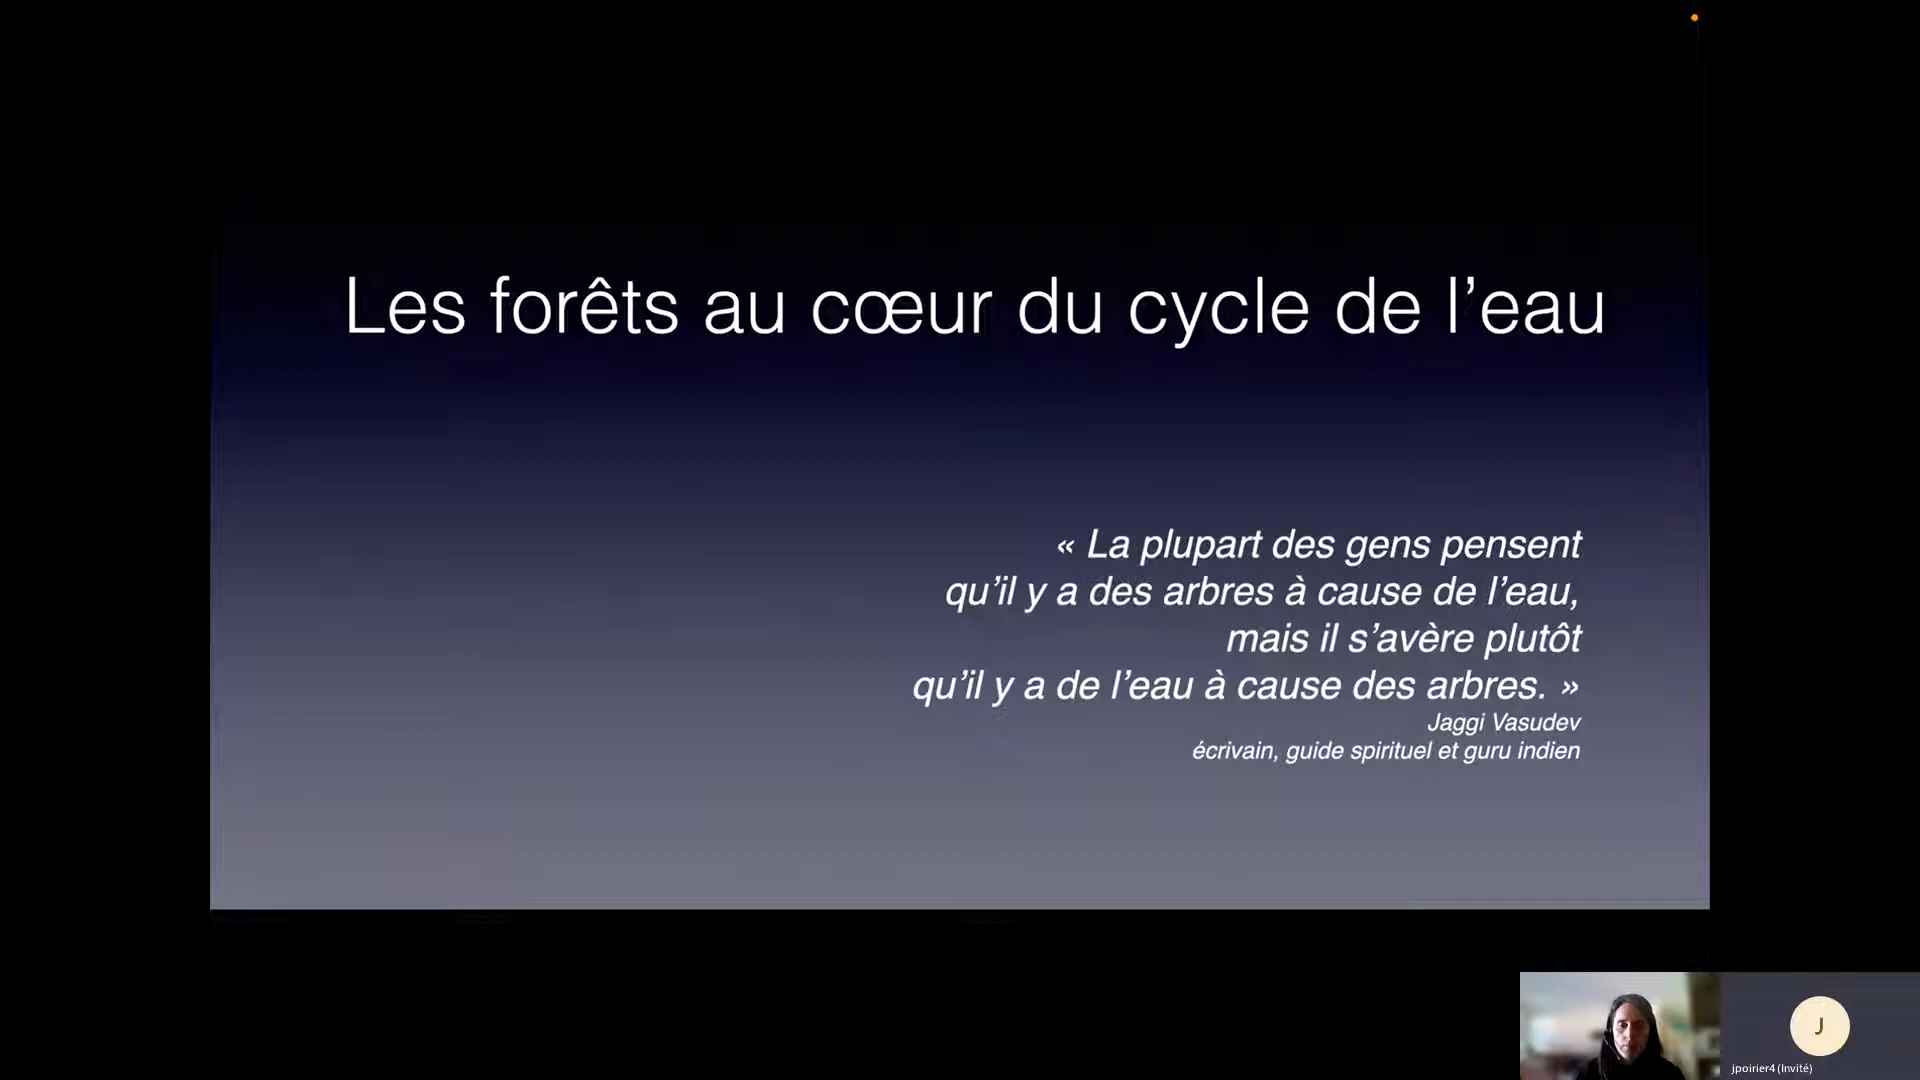 Les forêts au cœur du cycle de l’eau
« La plupart des gens pensent
qu’il y a des arbres à cause de l’eau,
mais il s’avère plutôt
qu’il y a de l’eau à cause des arbres. »
Jaggi Vasudev
écrivain, guide spirituel et guru indien
J
jpoirier4 (Invité)